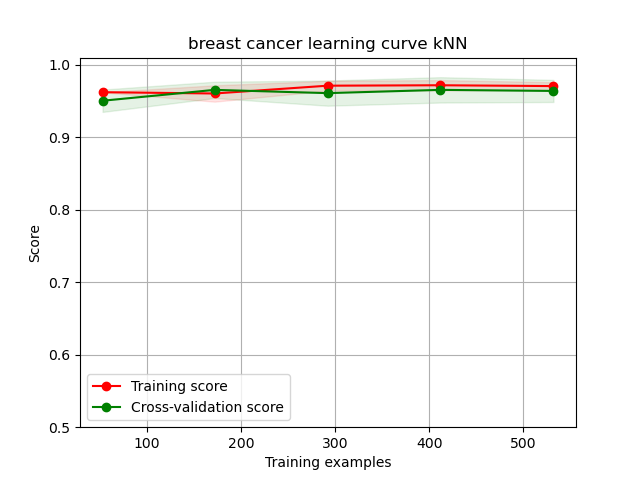 breast cancer learning curve kNN
1.0
0.9
0.8
0.7
0.6
0.5
Score
Training score
Cross-validation score
100 200 300 400 500
Training examples